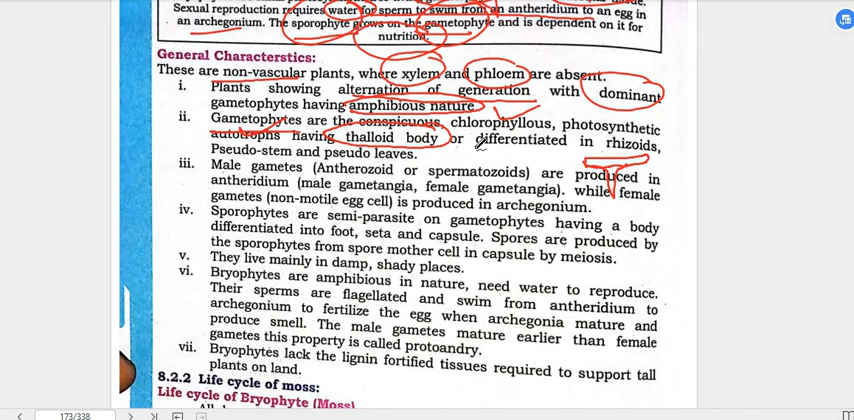 Sexual reproduction requires water for sperm to swim from an antheridium to an egg in
an archegonium. The sporophyte grows on the gametophyte and is dependent on it for
nutrition.
General Characterstics:
These are non-vascular plants, where xylem and phloem are absent.
i. Plants showing alternation of generation with dominant
gametophytes having amphibious nature
ii. Gametophytes are the conspicuous, chlorophyllous, photosynthetic
autotrophs having thalloid body or differentiated in rhizoids,
Pseudo-stem and pseudo leaves.
iii. Male gametes (Antherozoid or spermatozoids) are produced in
antheridium (male gametangia, female gametangia). while female
gametes (non-motile egg cell) is produced in archegonium.
iv. Sporophytes are semi-parasite on gametophytes having a body
differentiated into foot, seta and capsule. Spores are produced by
the sporophytes from spore mother cell in capsule by meiosis.
v. They live mainly in damp, shady places.
vi. Bryophytes are amphibious in nature, need water to reproduce.
Their sperms are flagellated and swim from antheridium to
archegonium to fertilize the egg when archegonia mature and
produce smell. The male gametes mature earlier than female
gametes this property is called protoandry.
vii. Bryophytes lack the lignin fortified tissues required to support tall
plants on land.
8.2.2 Life cycle of moss:
Life cycle of Bryophyte (Moss)
173/338